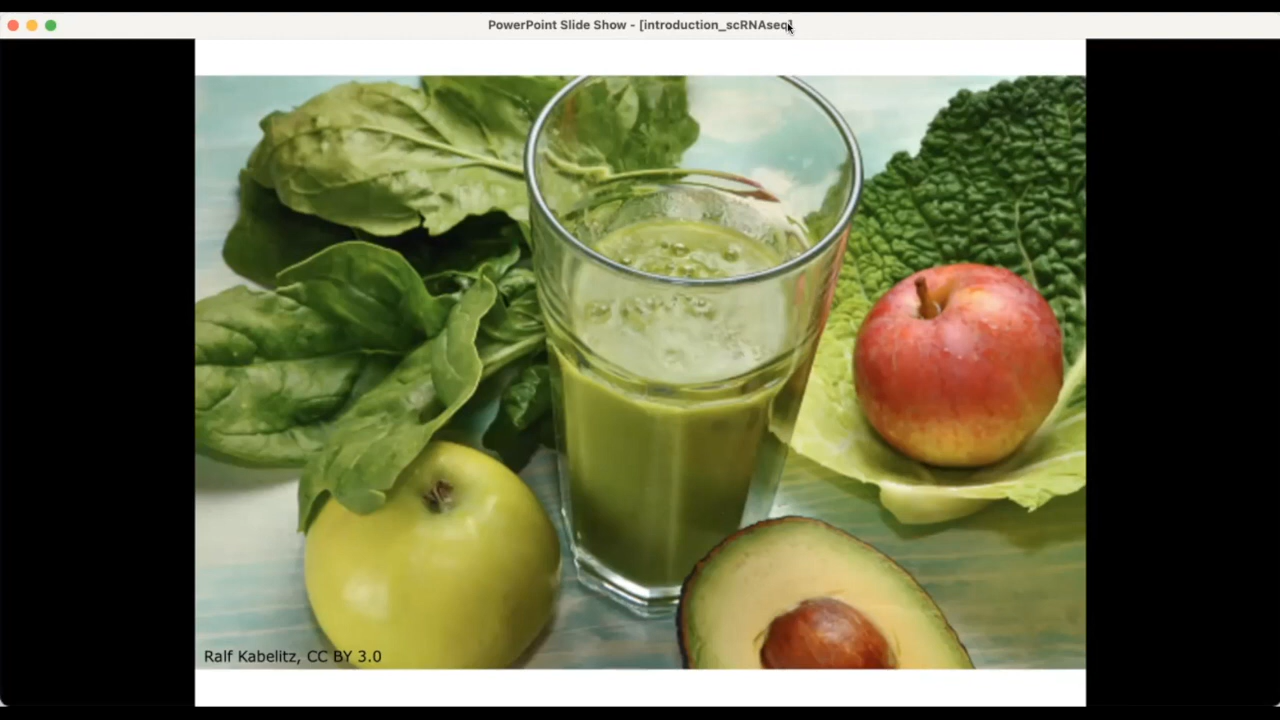 PowerPoint Slide Show - [introduction_scRNAseq]
Ralf Kabelitz, CC BY 3.0